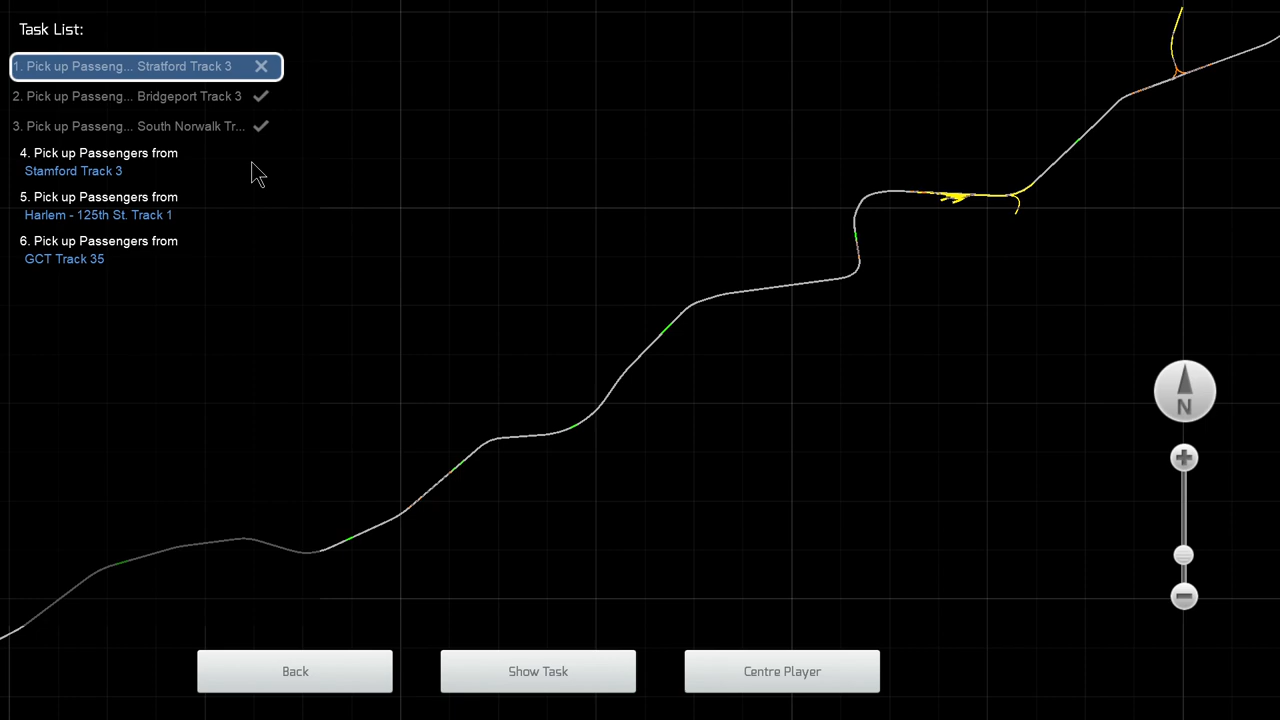 Task List:
1. Pick up Passeng... Stratford Track 3
2. Pick up Passeng... Bridgeport Track 3
3. Pick up Passeng... South Norwalk Tr...
4. Pick up Passengers from
Stamford Track 3
5. Pick up Passengers from
Harlem - 125th St. Track 1
6. Pick up Passengers from
GCT Track 35
N
Back
Show Task
Centre Player